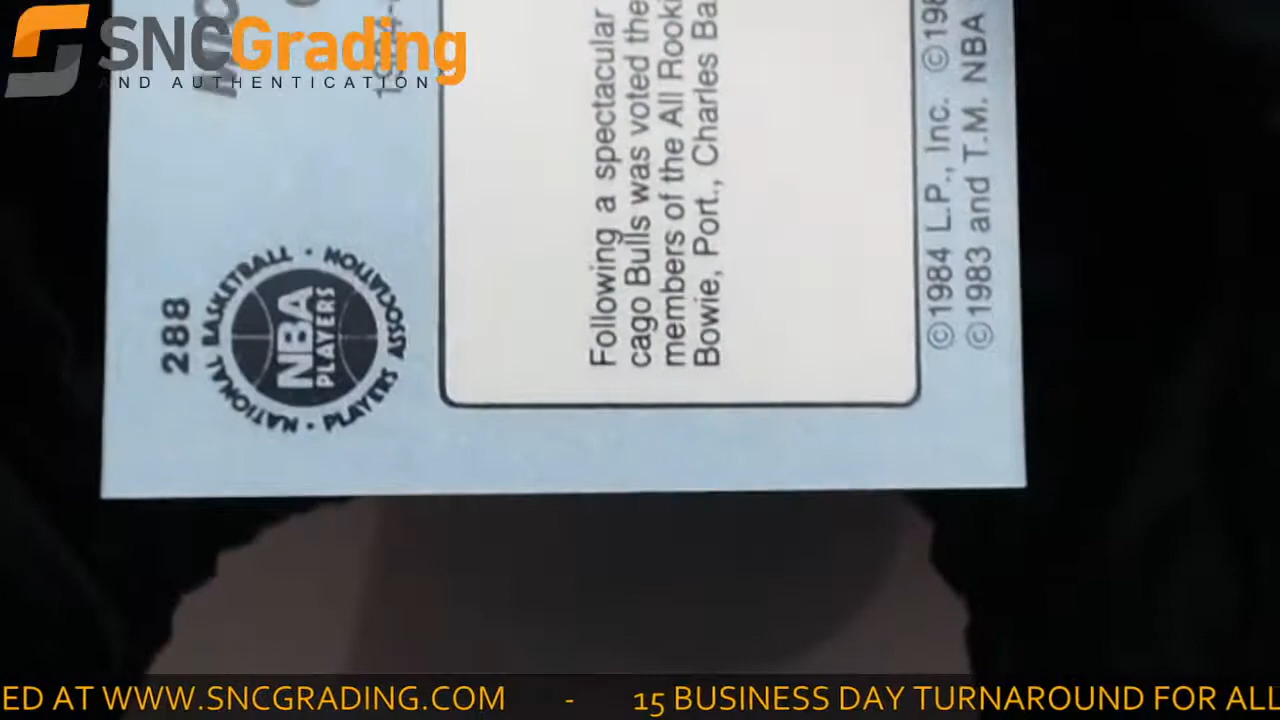 SNCGrading
AND AUTHENTICATION
288
NATIONAL BASKETBALL · PLAYERS ASSOCIATION ·
NBA
PLAYERS
Following a spectacular
cago Bulls was voted the
members of the All Rooki
Bowie, Port., Charles Ba
©1984 L.P., Inc. ©198
©1983 and T.M. NBA
ED AT WWW.SNCGRADING.COM - 15 BUSINESS DAY TURNAROUND FOR ALL